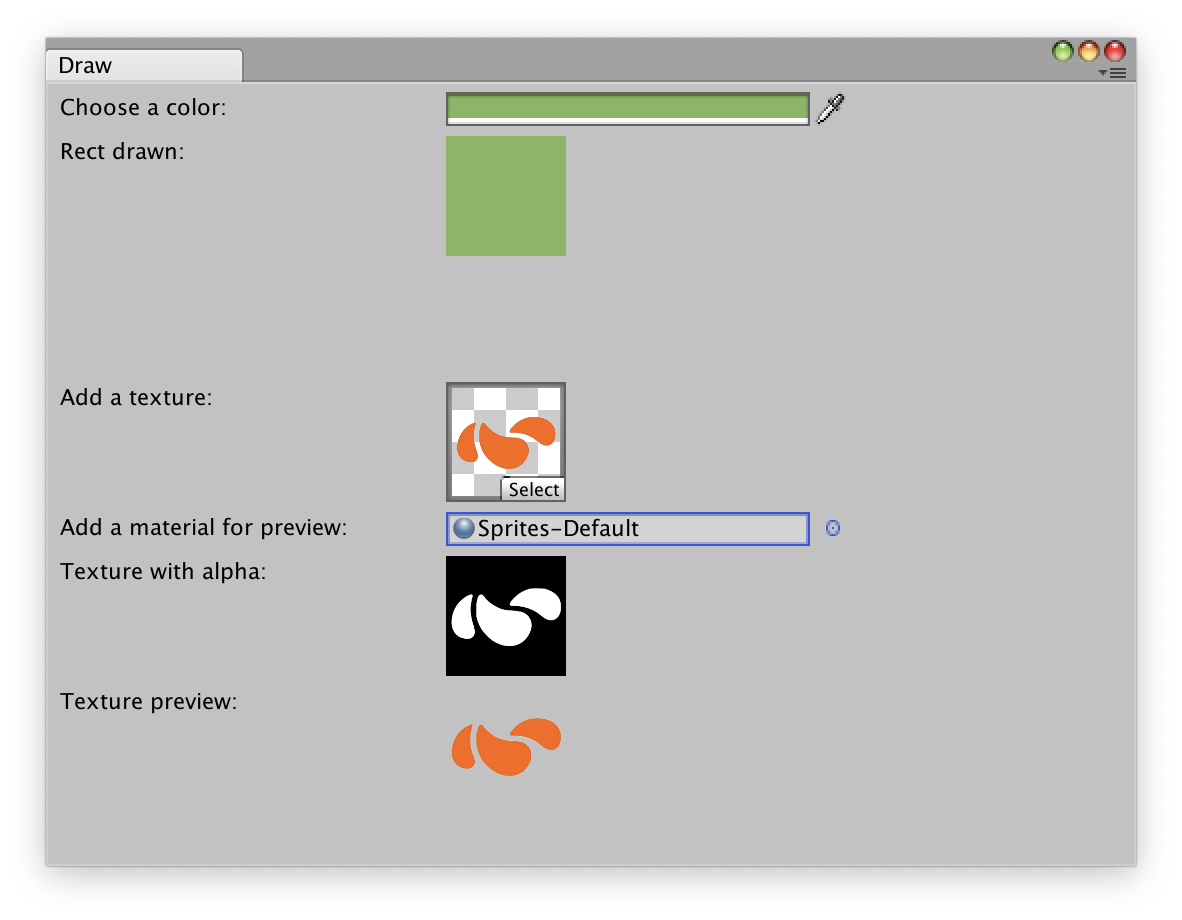 Draw
Choose a color:
Rect drawn:
Add a texture:
Select
Add a material for preview:
Sprites-Default
Texture with alpha:
Texture preview: